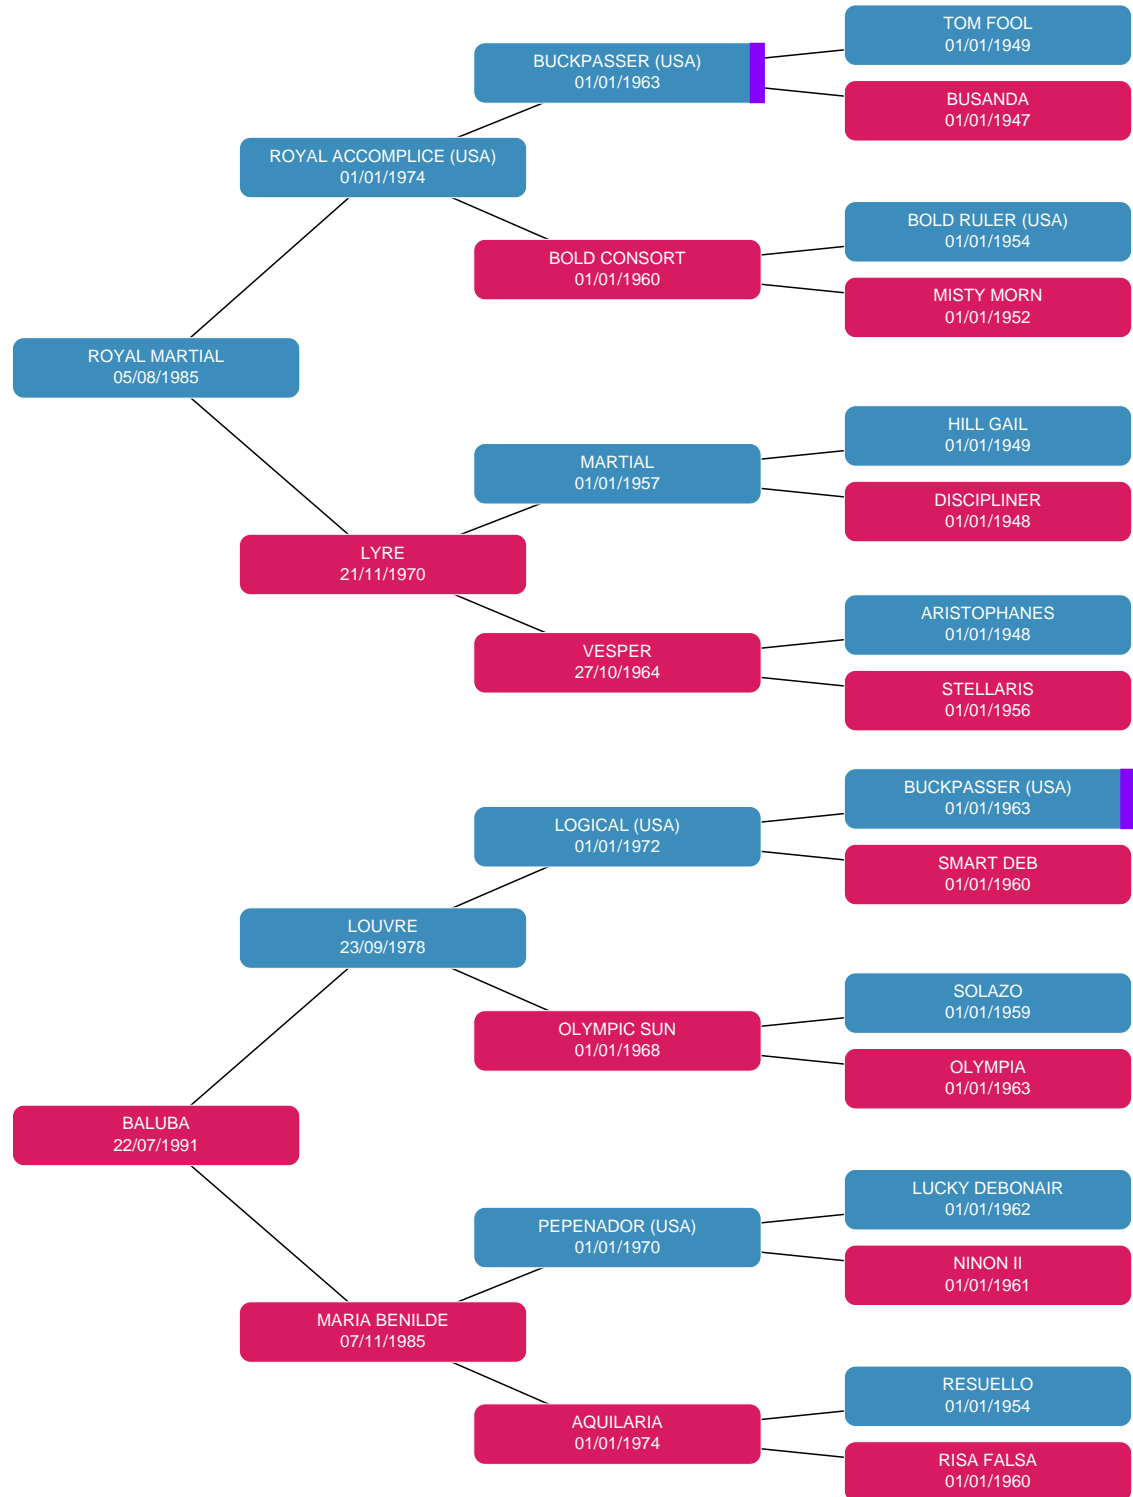 TOM FOOL
01/01/1949
BUCKPASSER (USA)
01/01/1963
BUSANDA
01/01/1947
ROYAL ACCOMPLICE (USA)
01/01/1974
BOLD RULER (USA)
01/01/1954
BOLD CONSORT
01/01/1960
MISTY MORN
01/01/1952
ROYAL MARTIAL
05/08/1985
HILL GAIL
01/01/1949
MARTIAL
01/01/1957
DISCIPLINER
01/01/1948
LYRE
21/11/1970
ARISTOPHANES
01/01/1948
VESPER
27/10/1964
STELLARIS
01/01/1956
BUCKPASSER (USA)
01/01/1963
LOGICAL (USA)
01/01/1972
SMART DEB
01/01/1960
LOUVRE
23/09/1978
SOLAZO
01/01/1959
OLYMPIC SUN
01/01/1968
OLYMPIA
01/01/1963
BALUBA
22/07/1991
LUCKY DEBONAIR
01/01/1962
PEPENADOR (USA)
01/01/1970
NINON II
01/01/1961
MARIA BENILDE
07/11/1985
RESUELLO
01/01/1954
AQUILARIA
01/01/1974
RISA FALSA
01/01/1960